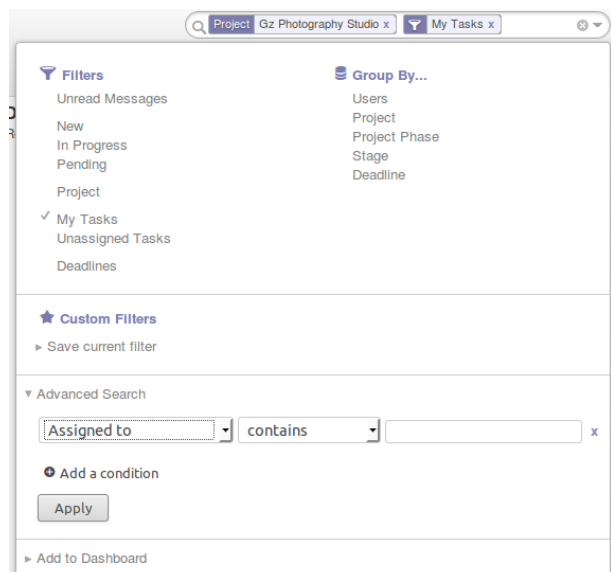 Project Gz Photography Studio x My Tasks x
Filters
Unread Messages
New
In Progress
Pending
Project
My Tasks
Unassigned Tasks
Deadlines
Group By...
Users
Project
Project Phase
Stage
Deadline
Custom Filters
Save current filter
Advanced Search
Assigned to contains x
Add a condition
Apply
Add to Dashboard